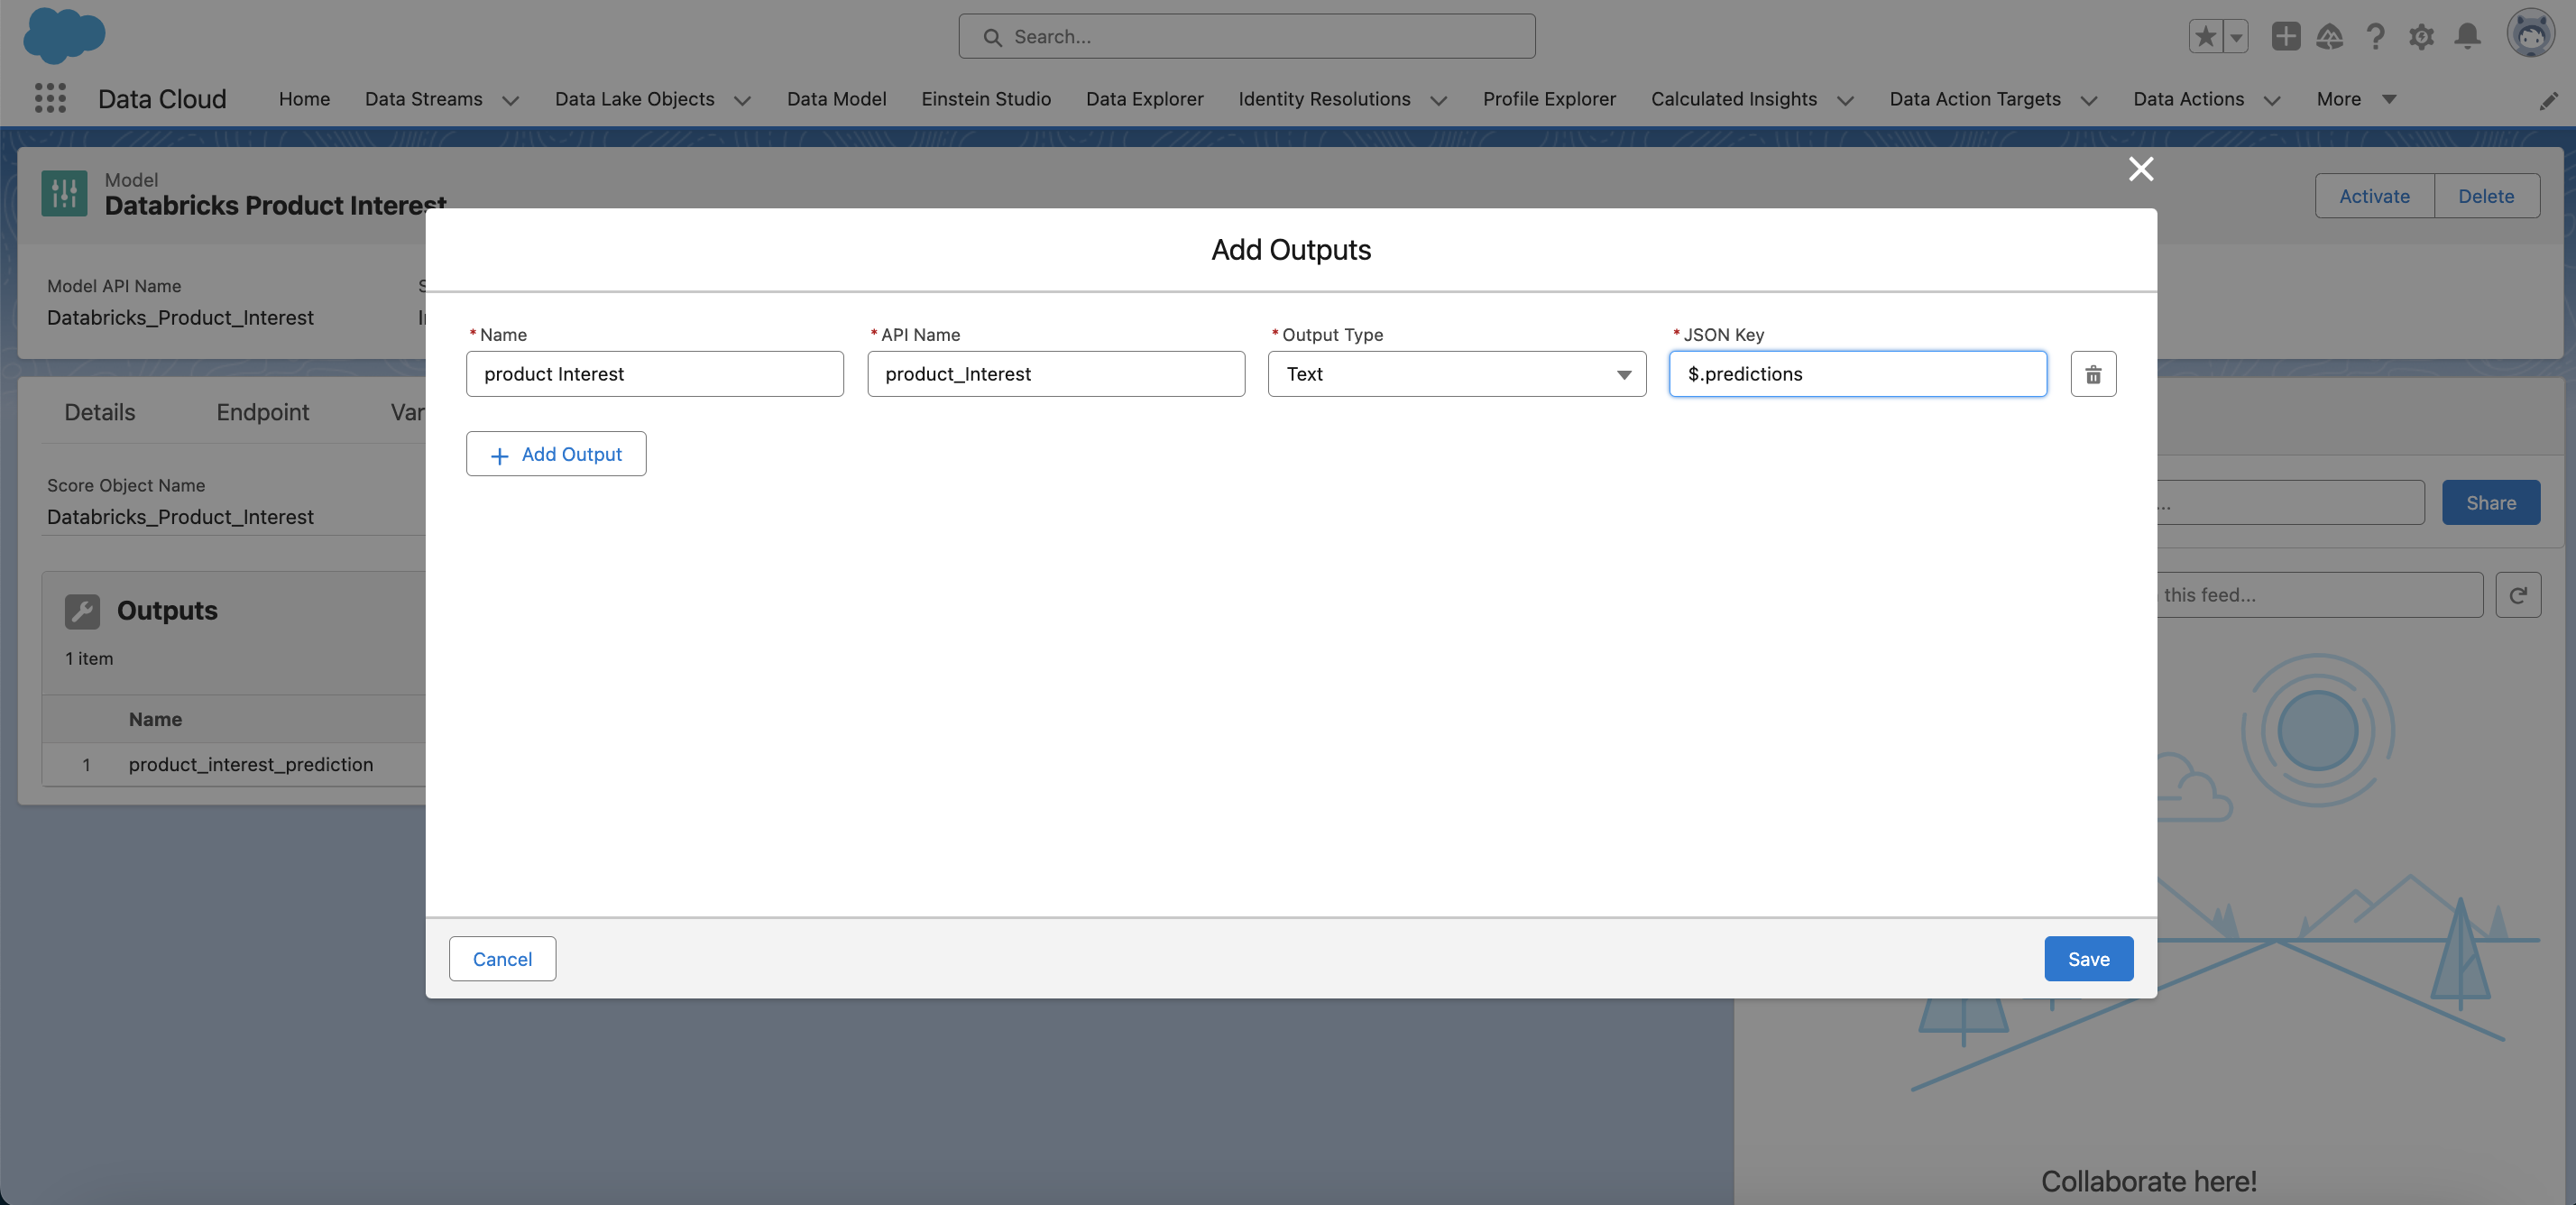 Search...
Data Cloud Home Data Streams Data Lake Objects Data Model Einstein Studio Data Explorer Identity Resolutions Profile Explorer Calculated Insights Data Action Targets Data Actions More
Model
Databricks Product Interest
Activate Delete
Add Outputs
Model API Name
Databricks_Product_Interest
* Name * API Name * Output Type * JSON Key
product Interest product_Interest Text $.predictions
Details Endpoint Var
Add Output
Score Object Name
Databricks_Product_Interest
... Share
Outputs
this feed...
1 item
Name
1 product_interest_prediction
Cancel Save
Collaborate here!